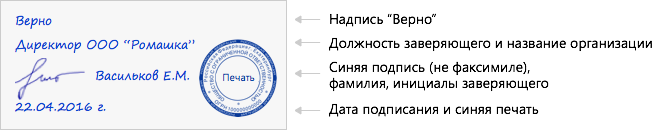 Верно
Директор ООО “Ромашка”
Васильков Е.М.
22.04.2016 г.
Печать
Надпись “Верно”
Должность заверяющего и название организации
Синяя подпись (не факсимиле),
фамилия, инициалы заверяющего
Дата подписания и синяя печать